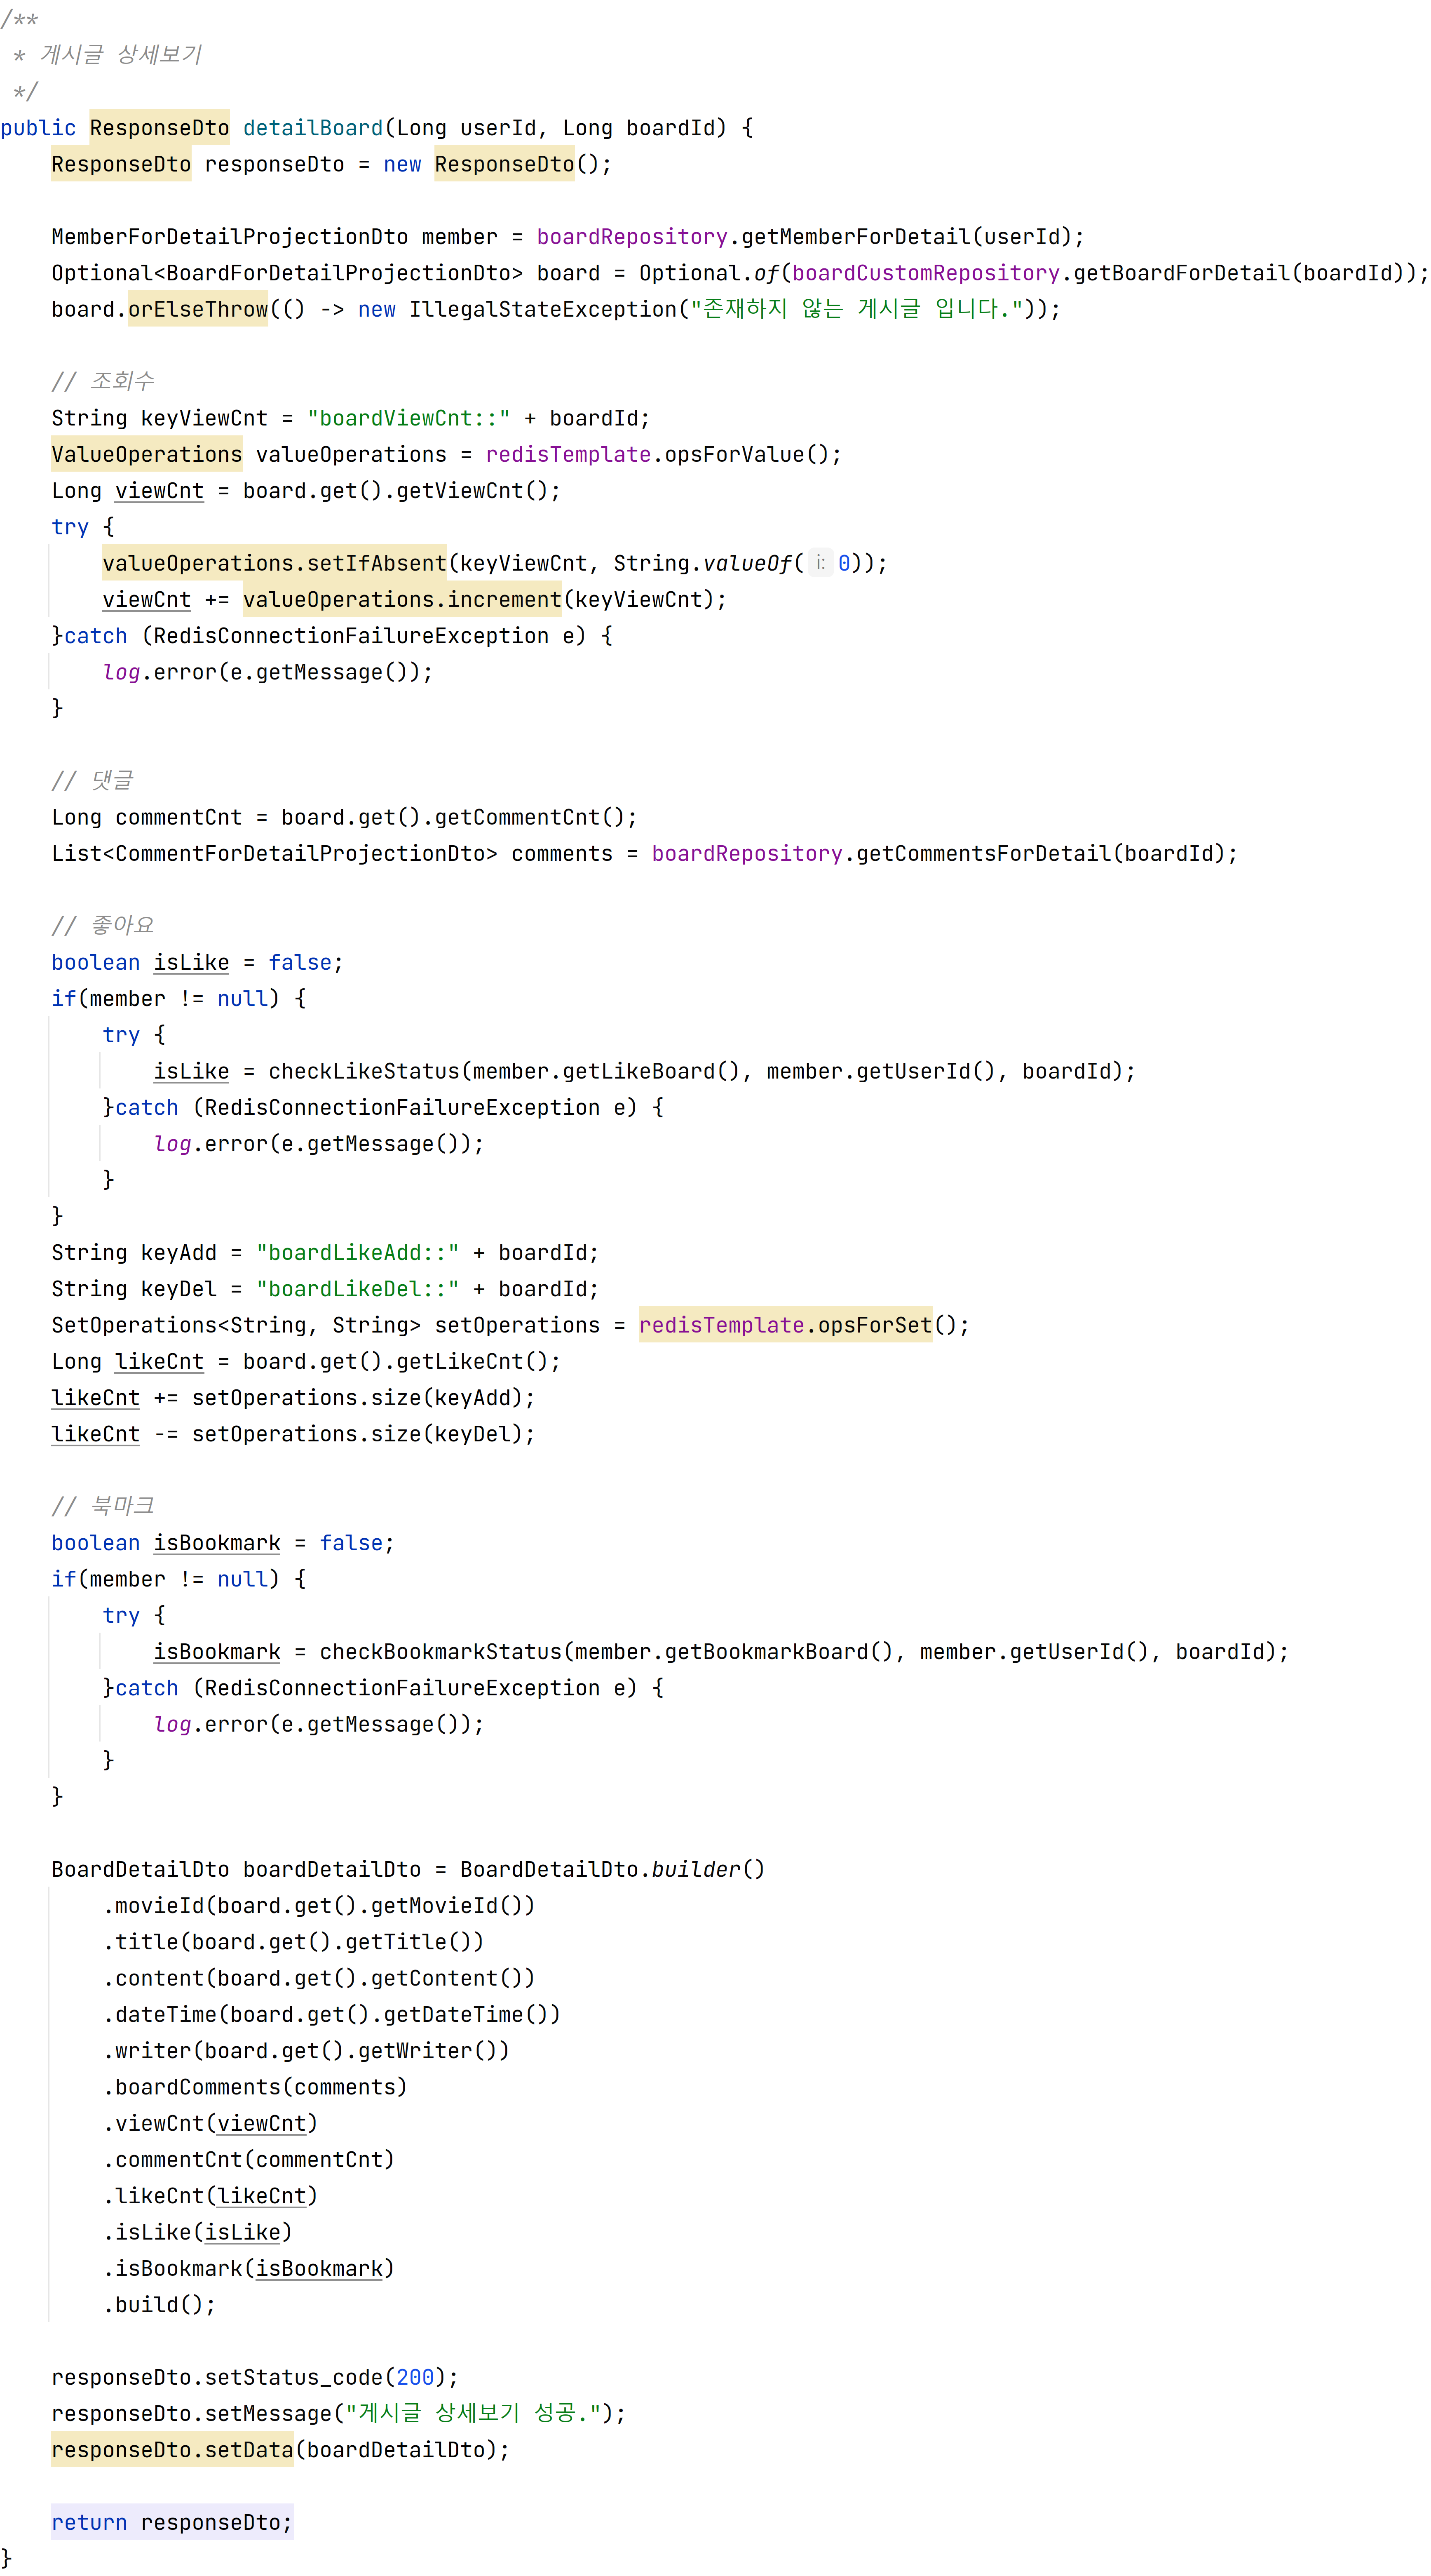 /**
 * 게시글 상세보기
 */
public ResponseDto detailBoard(Long userId, Long boardId) {
    ResponseDto responseDto = new ResponseDto();

    MemberForDetailProjectionDto member = boardRepository.getMemberForDetail(userId);
    Optional<BoardForDetailProjectionDto> board = Optional.of(boardCustomRepository.getBoardForDetail(boardId));
    board.orElseThrow(() -> new IllegalStateException("존재하지 않는 게시글 입니다."));

    // 조회수
    String keyViewCnt = "boardViewCnt::" + boardId;
    ValueOperations valueOperations = redisTemplate.opsForValue();
    Long viewCnt = board.get().getViewCnt();
    try {
        valueOperations.setIfAbsent(keyViewCnt, String.valueOf( i: 0));
        viewCnt += valueOperations.increment(keyViewCnt);
    }catch (RedisConnectionFailureException e) {
        log.error(e.getMessage());
    }

    // 댓글
    Long commentCnt = board.get().getCommentCnt();
    List<CommentForDetailProjectionDto> comments = boardRepository.getCommentsForDetail(boardId);

    // 좋아요
    boolean isLike = false;
    if(member != null) {
        try {
            isLike = checkLikeStatus(member.getLikeBoard(), member.getUserId(), boardId);
        }catch (RedisConnectionFailureException e) {
            log.error(e.getMessage());
        }
    }
    String keyAdd = "boardLikeAdd::" + boardId;
    String keyDel = "boardLikeDel::" + boardId;
    SetOperations<String, String> setOperations = redisTemplate.opsForSet();
    Long likeCnt = board.get().getLikeCnt();
    likeCnt += setOperations.size(keyAdd);
    likeCnt -= setOperations.size(keyDel);

    // 북마크
    boolean isBookmark = false;
    if(member != null) {
        try {
            isBookmark = checkBookmarkStatus(member.getBookmarkBoard(), member.getUserId(), boardId);
        }catch (RedisConnectionFailureException e) {
            log.error(e.getMessage());
        }
    }

    BoardDetailDto boardDetailDto = BoardDetailDto.builder()
        .movieId(board.get().getMovieId())
        .title(board.get().getTitle())
        .content(board.get().getContent())
        .dateTime(board.get().getDateTime())
        .writer(board.get().getWriter())
        .boardComments(comments)
        .viewCnt(viewCnt)
        .commentCnt(commentCnt)
        .likeCnt(likeCnt)
        .isLike(isLike)
        .isBookmark(isBookmark)
        .build();

    responseDto.setStatus_code(200);
    responseDto.setMessage("게시글 상세보기 성공.");
    responseDto.setData(boardDetailDto);

    return responseDto;
}